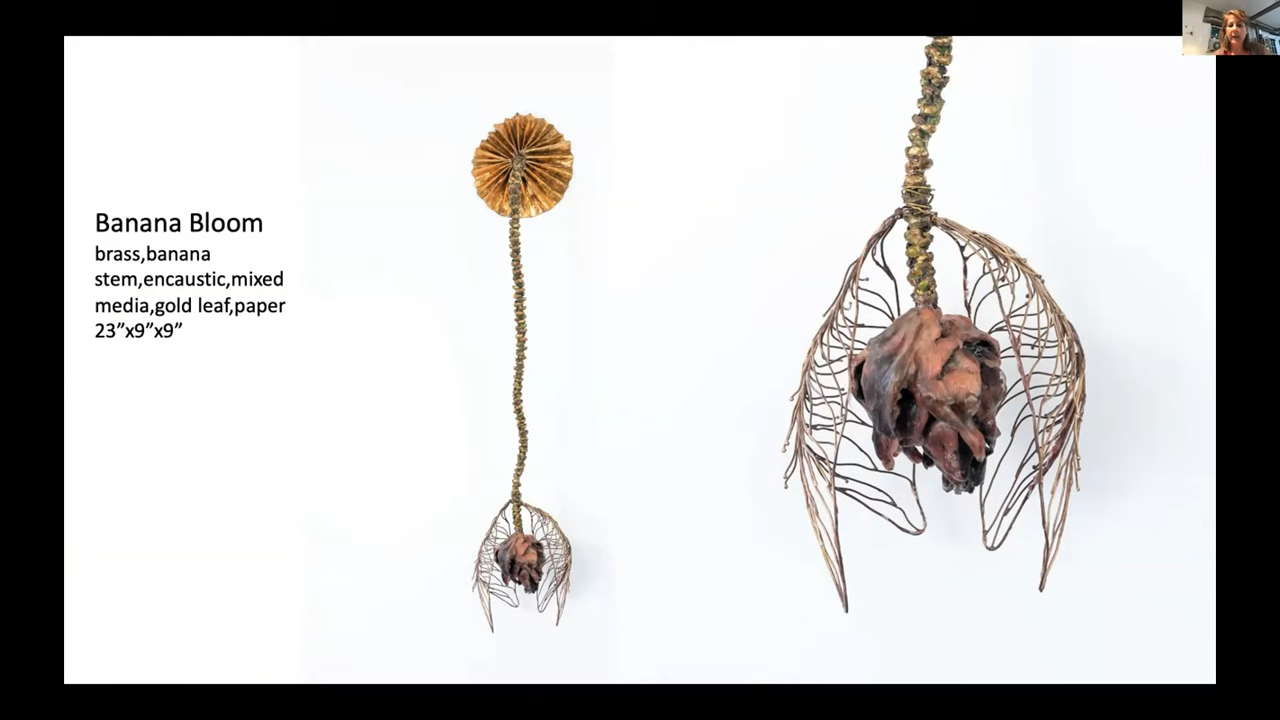 Banana Bloom
brass,banana
stem,encaustic,mixed
media,gold leaf,paper
23”x9”x9”